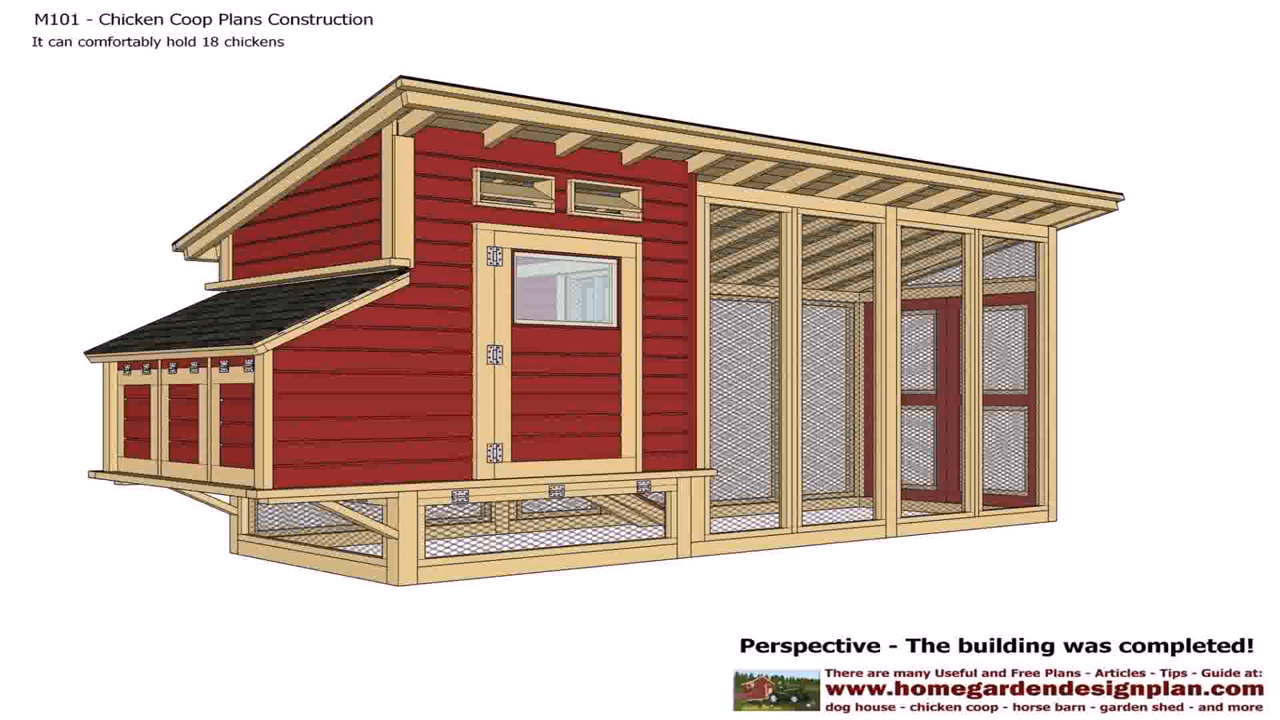 M101 - Chicken Coop Plans Construction
It can comfortably hold 18 chickens
Perspective - The building was completed!
There are many Useful and Free Plans - Articles - Tips - Guide at:
www.homegardendesignplan.com
dog house - chicken coop - horse barn - garden shed - and more